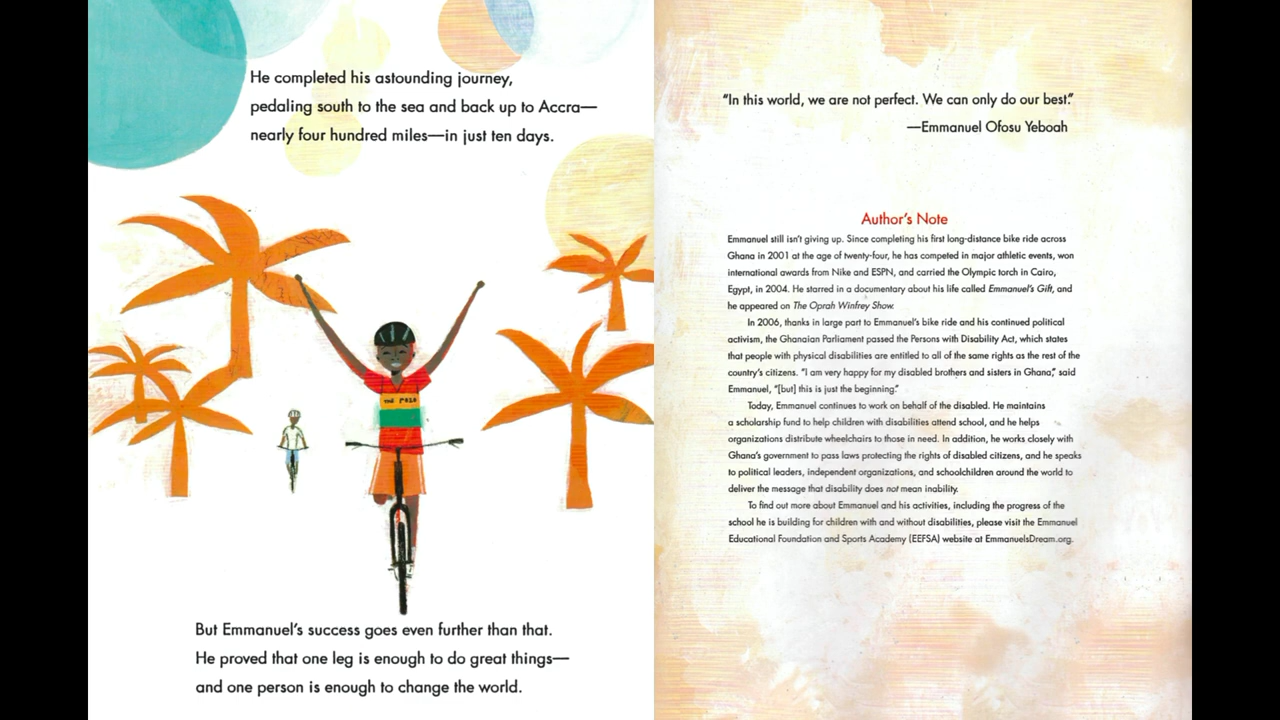 He completed his astounding journey,
pedaling south to the sea and back up to Accra—
nearly four hundred miles—in just ten days.
THE POZO
But Emmanuel's success goes even further than that.
He proved that one leg is enough to do great things—
and one person is enough to change the world.
“In this world, we are not perfect. We can only do our best.”
—Emmanuel Ofosu Yeboah
Author's Note
Emmanuel still isn't giving up. Since completing his first long-distance bike ride across
Ghana in 2001 at the age of twenty-four, he has competed in major athletic events, won
international awards from Nike and ESPN, and carried the Olympic torch in Cairo,
Egypt, in 2004. He starred in a documentary about his life called Emmanuel's Gift, and
he appeared on The Oprah Winfrey Show.
In 2006, thanks in large part to Emmanuel's bike ride and his continued political
activism, the Ghanaian Parliament passed the Persons with Disability Act, which states
that people with physical disabilities are entitled to all of the same rights as the rest of the
country's citizens. “I am very happy for my disabled brothers and sisters in Ghana,” said
Emmanuel, “[but] this is just the beginning.”
Today, Emmanuel continues to work on behalf of the disabled. He maintains
a scholarship fund to help children with disabilities attend school, and he helps
organizations distribute wheelchairs to those in need. In addition, he works closely with
Ghana's government to pass laws protecting the rights of disabled citizens, and he speaks
to political leaders, independent organizations, and schoolchildren around the world to
deliver the message that disability does not mean inability.
To find out more about Emmanuel and his activities, including the progress of the
school he is building for children with and without disabilities, please visit the Emmanuel
Educational Foundation and Sports Academy (EEFSA) website at EmmanuelsDream.org.